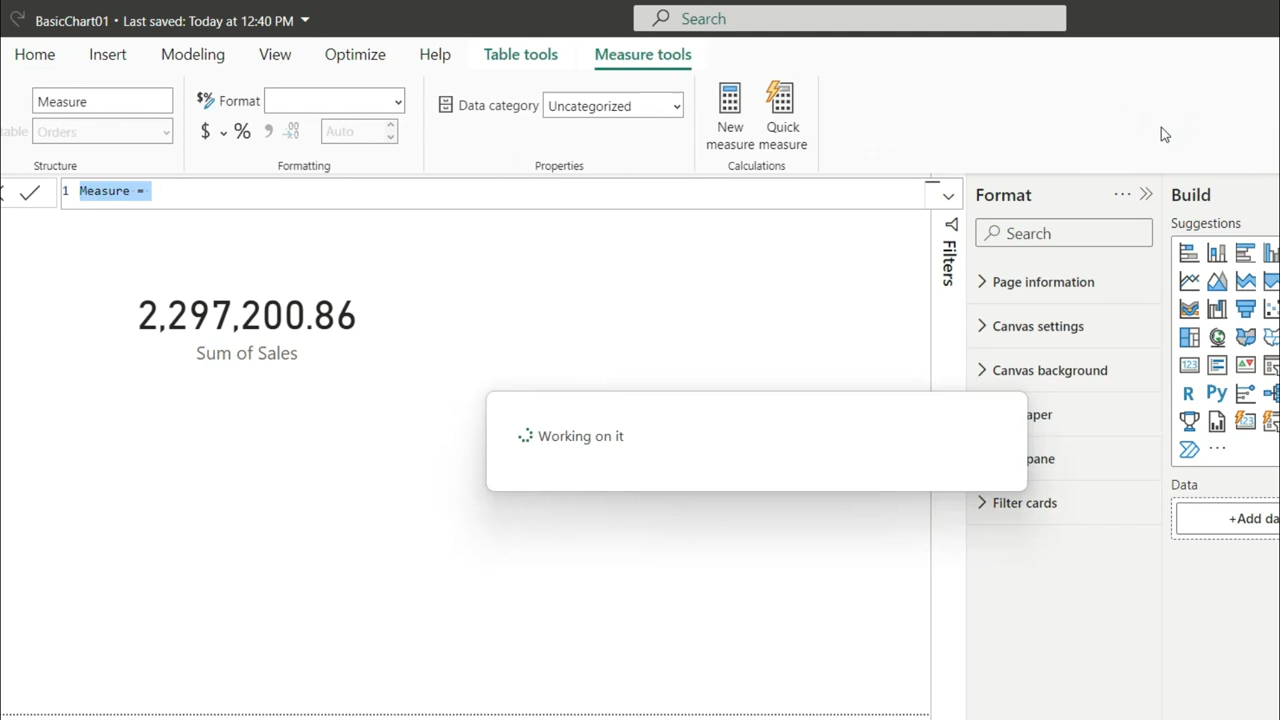 BasicChart01 • Last saved: Today at 12:40 PM
Search
Home Insert Modeling View Optimize Help Table tools Measure tools
Measure
$% Format
Data category Uncategorized
New measure
Quick measure
table Orders
$ % Auto
Structure Formatting Properties Calculations
1 Measure =
Filters
Format
Search
Page information
Canvas settings
Canvas background
aper
pane
Filter cards
Build
Suggestions
123
R Py
123
Data
+Add da
2,297,200.86
Sum of Sales
Working on it